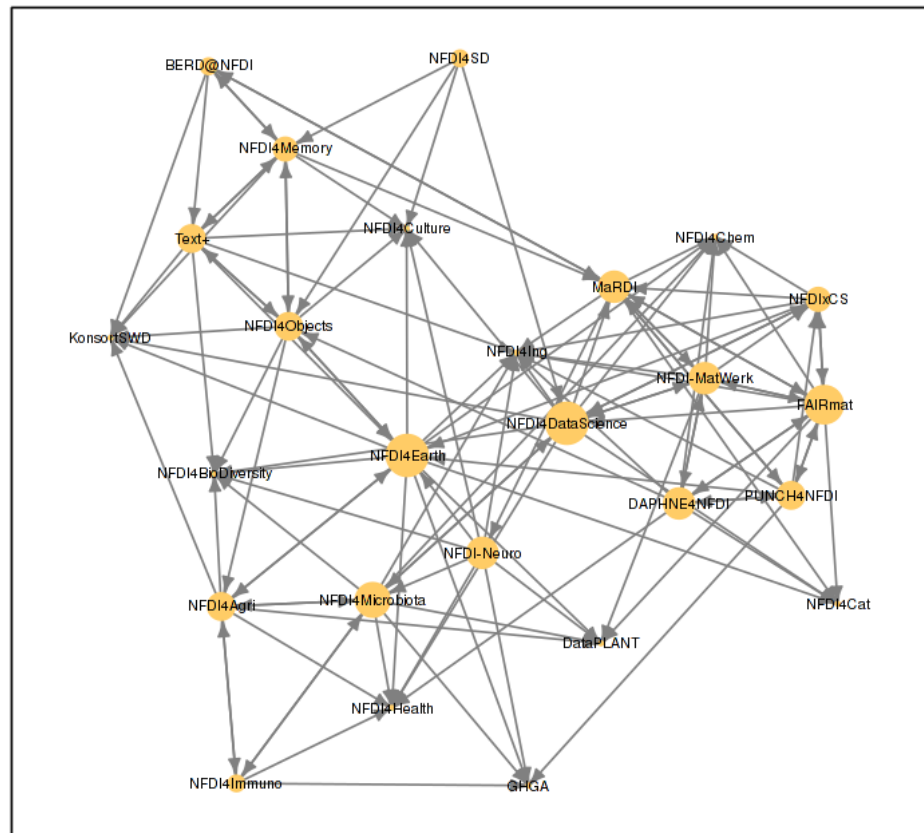 NFDI4SD
BERD@NFDI
NFDI4Memory
NFDI4Culture
Text+
NFDI4Chem
MaRDI
NFDIxCS
NFDI4Objects
KonsortSWD
NFDI4Ing
NFDI-MatWerk
FAIRmat
NFDI4DataScience
NFDI4Earth
NFDI4BioDiversity
PUNCH4NFDI
DAPHNE4NFDI
NFDI-Neuro
NFDI4Agri
NFDI4Microbiota
NFDI4Cat
DataPLANT
NFDI4Health
NFDI4Immuno
GHGA